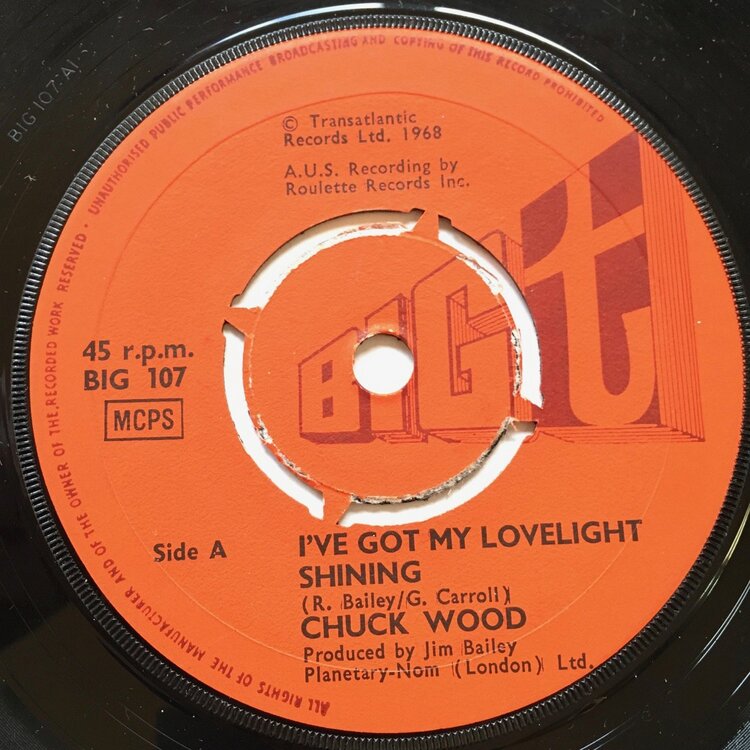 UNAUTHORISED PUBLIC PERFORMANCE BROADCASTING AND COPYING OF THIS RECORD PROHIBITED
ALL RIGHTS OF THE MANUFACTURER AND OF THE OWNER OF THE RECORDED WORK RESERVED ·
BIG 107 A1
© Transatlantic
Records Ltd. 1968
A.U.S. Recording by
Roulette Records Inc.
BIG t
45 r.p.m.
BIG 107
MCPS
Side A
I'VE GOT MY LOVELIGHT
SHINING
(R. Bailey/G. Carroll)
CHUCK WOOD
Produced by Jim Bailey
Planetary-Nom (London) Ltd.